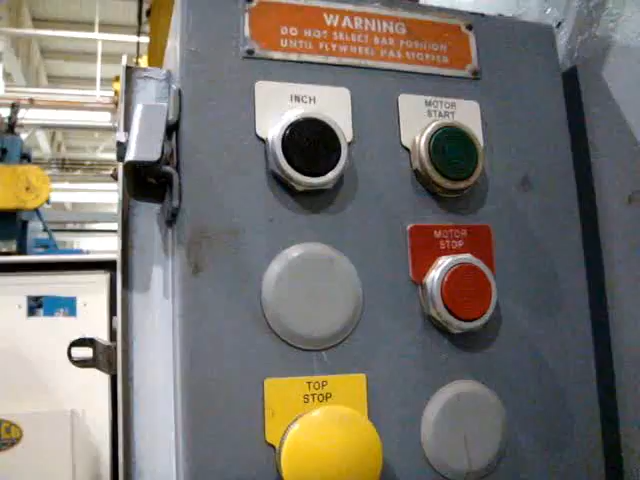 WARNING
DO NOT SELECT BAR POSITION
UNTIL FLYWHEEL HAS STOPPED
INCH
MOTOR
START
MOTOR
STOP
TOP
STOP